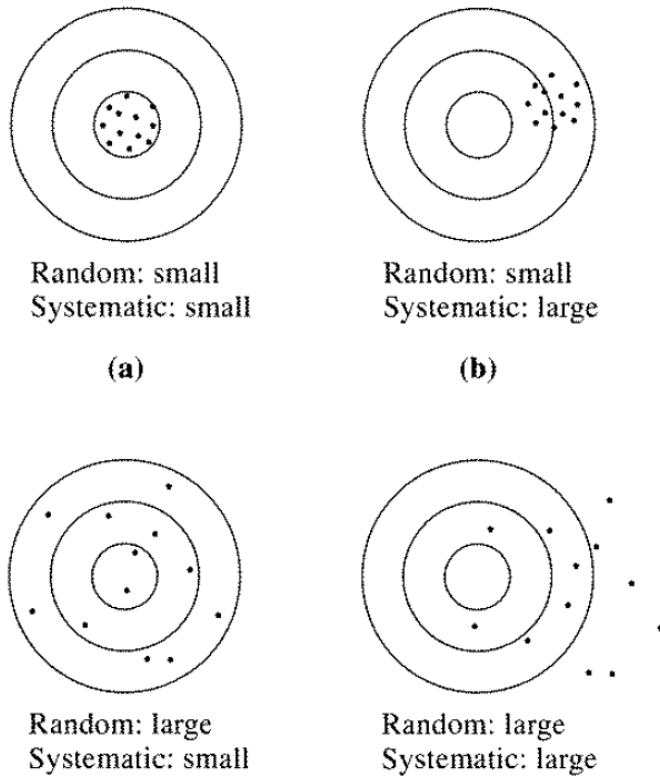 Random: small
Systematic: small
Random: small
Systematic: large
(a)
(b)
Random: large
Systematic: small
Random: large
Systematic: large